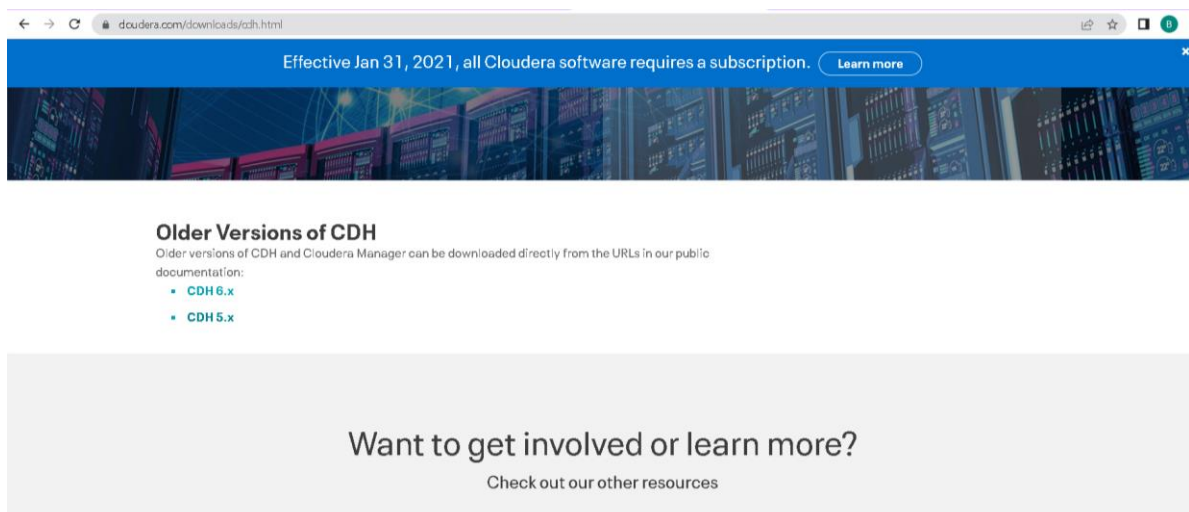 cloudera.com/downloads/cdh.html
B
Effective Jan 31, 2021, all Cloudera software requires a subscription. Learn more
Older Versions of CDH
Older versions of CDH and Cloudera Manager can be downloaded directly from the URLs in our public
documentation:
CDH 6.x
CDH 5.x
Want to get involved or learn more?
Check out our other resources